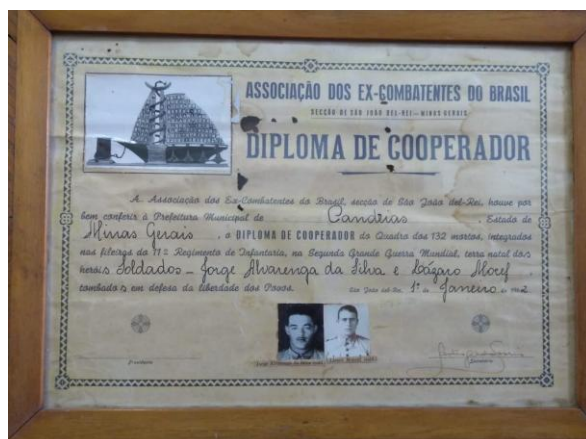 ASSOCIAÇÃO DOS EX-COMBATENTES DO BRASIL
SECÇÃO DE SÃO JOÃO DEL-REI — MINAS GERAIS
DIPLOMA DE COOPERADOR
A Associação dos Ex-Combatentes do Brasil, secção de São João del-Rei, houve por
bem conferir à Prefeitura Municipal de Candeias, Estado de
Minas Gerais, o DIPLOMA DE COOPERADOR do Quadro dos 132 mortos, integrados
nas fileiras do 11º Regimento de Infantaria, na Segunda Grande Guerra Mundial, terra natal dos
heróis Soldados - Jorge Alvarenga da Silva e Lázaro
tombados em defesa da liberdade dos Povos.
São João del-Rei, 1º de Janeiro de
Presidente
Secretário